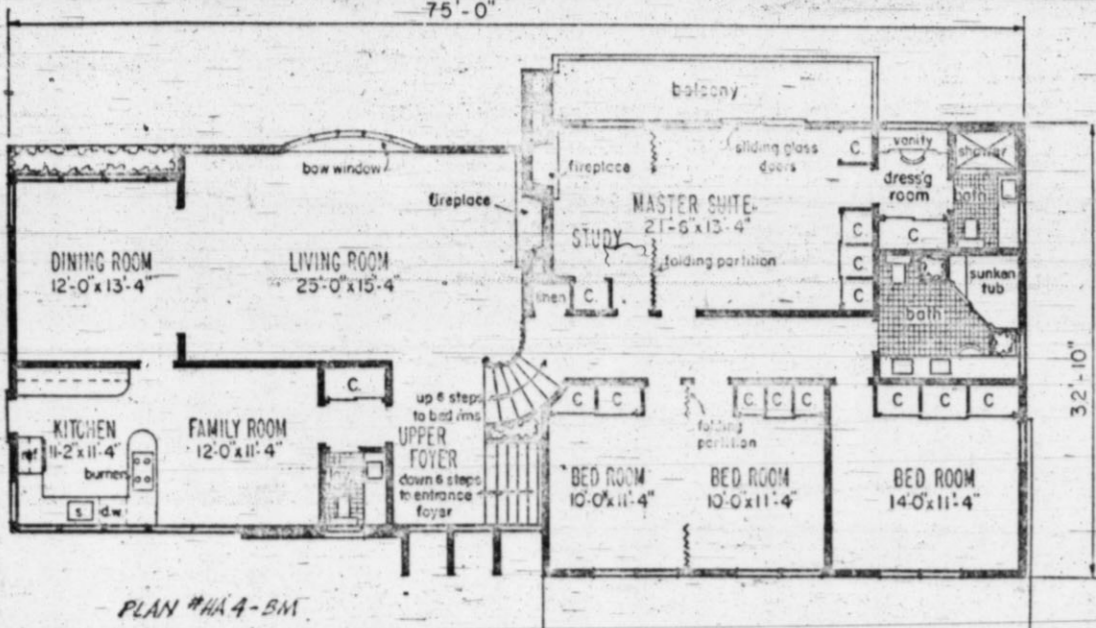 75'-0"
balcony
bow window
fireplace
fireplace
sliding glass
doors
C
vanity
shower
dress'g
room
bath
MASTER SUITE
21'-6"x13'-4"
STUDY
folding partition
C
C
C
C
linen
C
sunken
tub
bath
DINING ROOM
12'-0"x13'-4"
LIVING ROOM
25'-0"x15'-4"
32'-10"
C
up 6 steps
to bed rms
UPPER
FOYER
down 6 steps
to entrance
foyer
KITCHEN
11'-2"x11'-4"
ref
burners
S
d.w.
FAMILY ROOM
12'-0"x11'-4"
C
C
C
C
C
folding
partition
C
C
C
BED ROOM
10'-0"x11'-4"
BED ROOM
10'-0"x11'-4"
BED ROOM
14'-0"x11'-4"
PLAN #HA4-BM